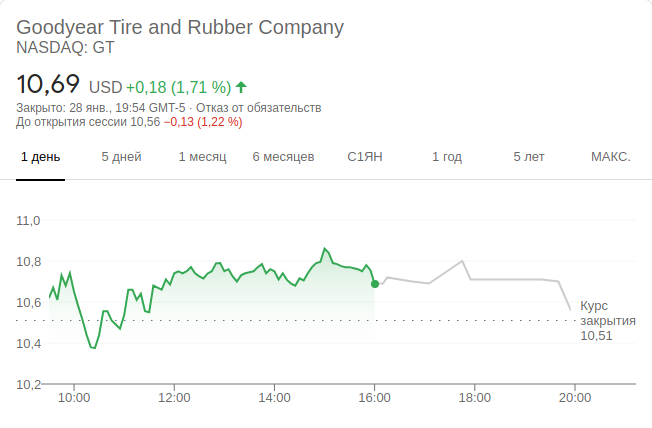 Goodyear Tire and Rubber Company
NASDAQ: GT
10,69 USD +0,18 (1,71 %)
Закрыто: 28 янв., 19:54 GMT-5 · Отказ от обязательств
До открытия сессии 10,56 −0,13 (1,22 %)
1 день 5 дней 1 месяц 6 месяцев С1ЯН 1 год 5 лет МАКС.
11,0
10,8
10,6
Курс
закрытия
10,51
10,4
10,2
10:00 12:00 14:00 16:00 18:00 20:00